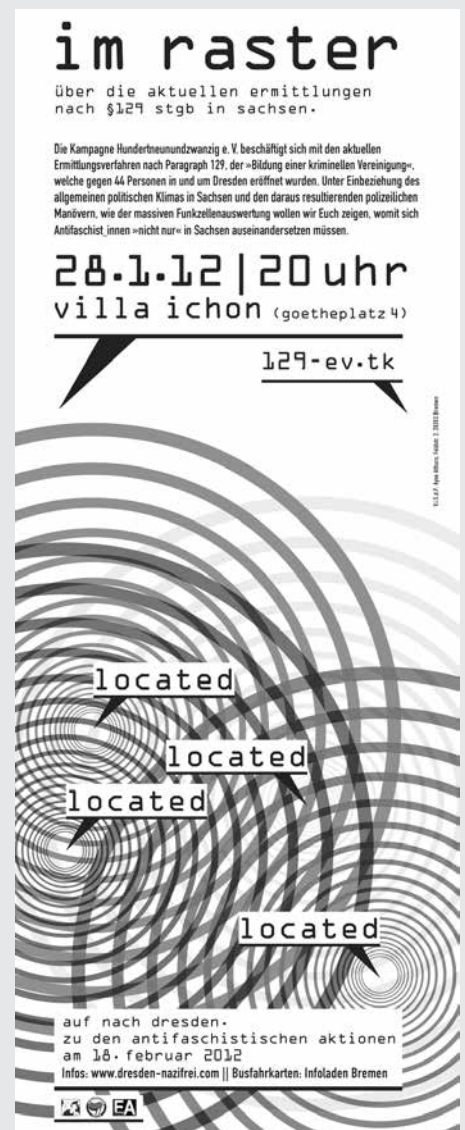 im raster
über die aktuellen ermittlungen
nach §129 stgb in sachsen.
Die Kampagne Hundertneunundzwanzig e. V. beschäftigt sich mit den aktuellen
Ermittlungsverfahren nach Paragraph 129, der »Bildung einer kriminellen Vereinigung«,
welche gegen 44 Personen in und um Dresden eröffnet wurden. Unter Einbeziehung des
allgemeinen politischen Klimas in Sachsen und den daraus resultierenden polizeilichen
Manövern, wie der massiven Funkzellenauswertung wollen wir Euch zeigen, womit sich
Antifaschist_innen »nicht nur« in Sachsen auseinandersetzen müssen.
28.1.12 | 20 uhr
villa ichon (goetheplatz 4)
129-ev.tk
V.i.S.d.P.
Bremen
located
located
located
located
auf nach dresden.
zu den antifaschistischen aktionen
am 18. februar 2012
Infos: www.dresden-nazifrei.com || Busfahrkarten: Infoladen Bremen
EA